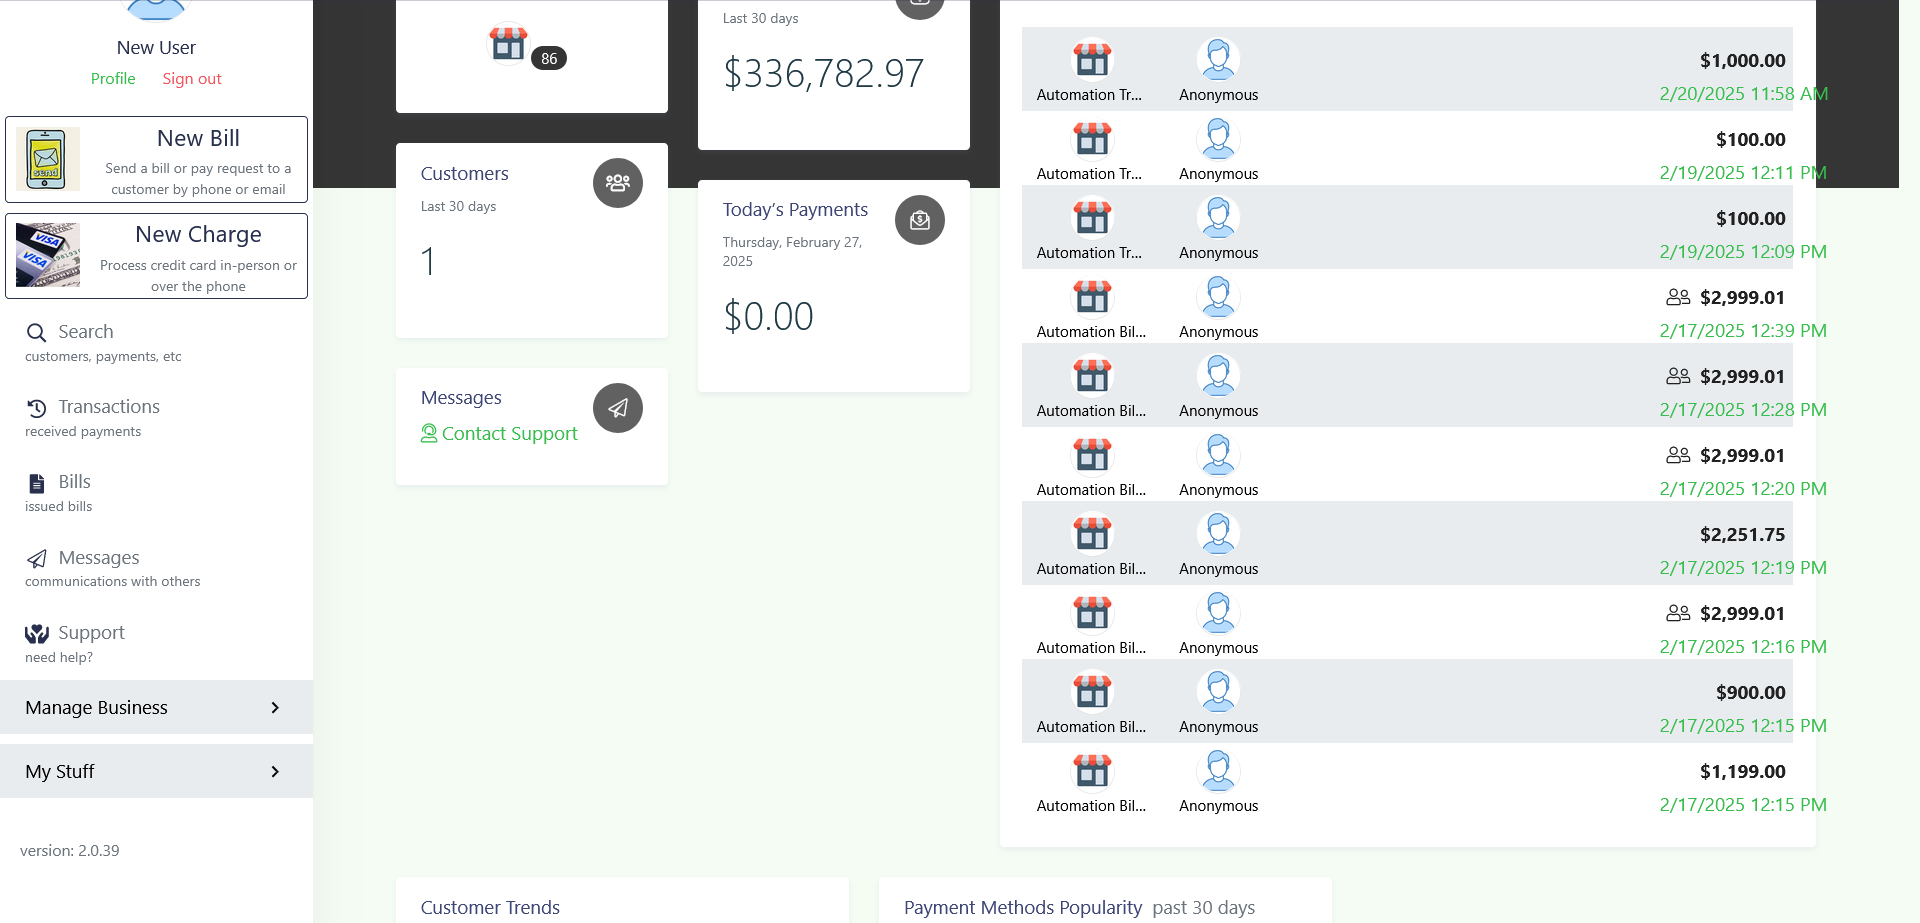 New User
Profile Sign out
New Bill
Send a bill or pay request to a
customer by phone or email
New Charge
Process credit card in-person or
over the phone
Search
customers, payments, etc
Transactions
received payments
Bills
issued bills
Messages
communications with others
Support
need help?
Manage Business
My Stuff
version: 2.0.39
86
Customers
Last 30 days
1
Messages
Contact Support
Last 30 days
$336,782.97
Today’s Payments
Thursday, February 27,
2025
$0.00
$1,000.00
Automation Tr... Anonymous 2/20/2025 11:58 AM
$100.00
Automation Tr... Anonymous 2/19/2025 12:11 PM
$100.00
Automation Tr... Anonymous 2/19/2025 12:09 PM
$2,999.01
Automation Bil... Anonymous 2/17/2025 12:39 PM
$2,999.01
Automation Bil... Anonymous 2/17/2025 12:28 PM
$2,999.01
Automation Bil... Anonymous 2/17/2025 12:20 PM
$2,251.75
Automation Bil... Anonymous 2/17/2025 12:19 PM
$2,999.01
Automation Bil... Anonymous 2/17/2025 12:16 PM
$900.00
Automation Bil... Anonymous 2/17/2025 12:15 PM
$1,199.00
Automation Bil... Anonymous 2/17/2025 12:15 PM
Customer Trends
Payment Methods Popularity past 30 days
send
VISA
VISA